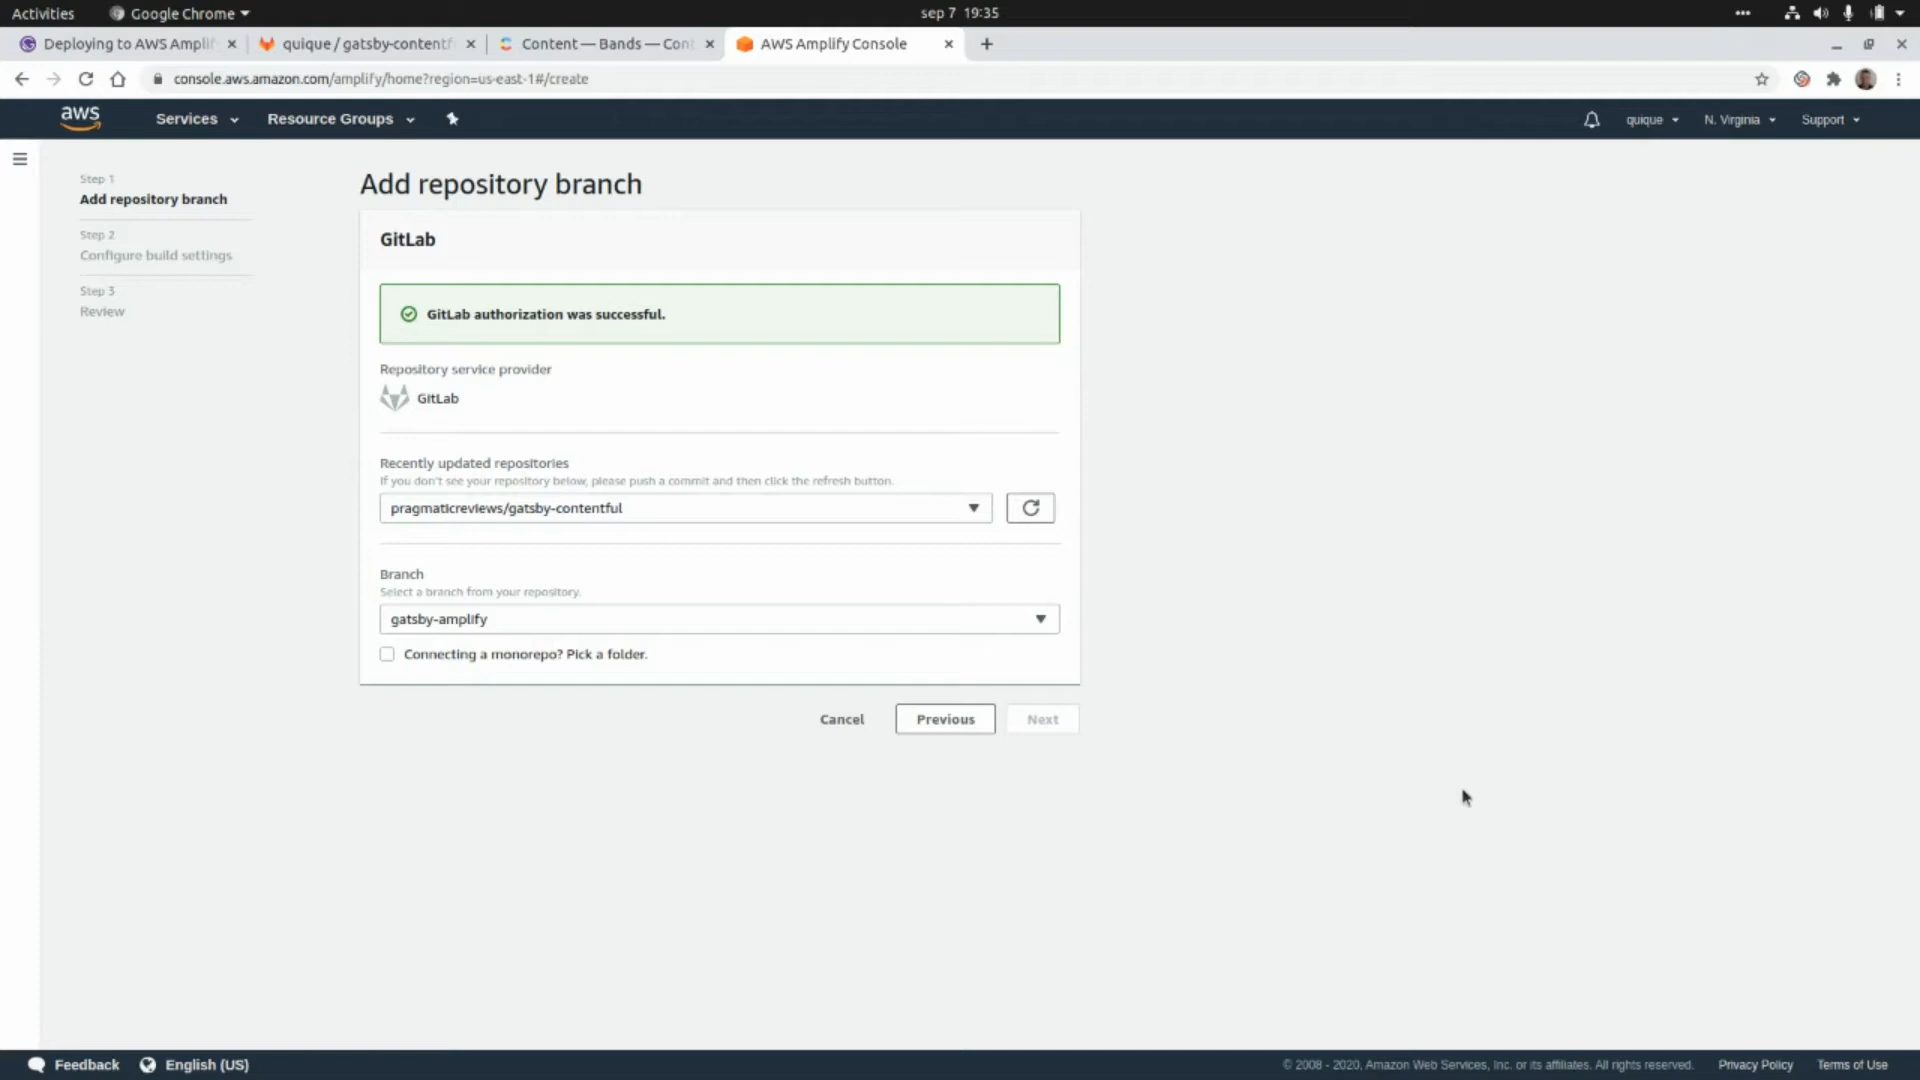 Activities
Google Chrome
sep 7 19:35
Deploying to AWS Amplif
quique / gatsby-contentf
Content — Bands — Con
AWS Amplify Console
console.aws.amazon.com/amplify/home?region=us-east-1#/create
aws
Services
Resource Groups
quique
N. Virginia
Support
Step 1
Add repository branch
Step 2
Configure build settings
Step 3
Review
Add repository branch
GitLab
GitLab authorization was successful.
Repository service provider
GitLab
Recently updated repositories
If you don't see your repository below, please push a commit and then click the refresh button.
pragmaticreviews/gatsby-contentful
Branch
Select a branch from your repository.
gatsby-amplify
Connecting a monorepo? Pick a folder.
Cancel
Previous
Next
Feedback
English (US)
© 2008 - 2020, Amazon Web Services, Inc. or its affiliates. All rights reserved.
Privacy Policy
Terms of Use